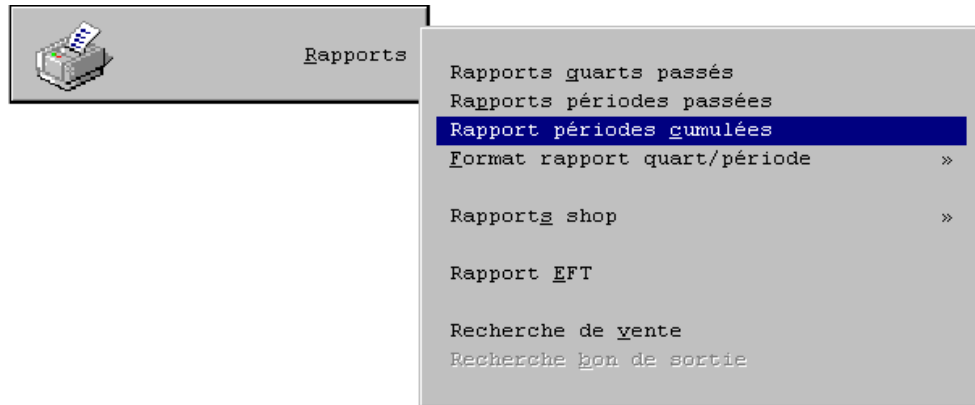 Rapports
Rapports quarts passés
Rapports périodes passées
Rapport périodes cumulées
Format rapport quart/période »
Rapports shop »
Rapport EFT
Recherche de vente
Recherche bon de sortie